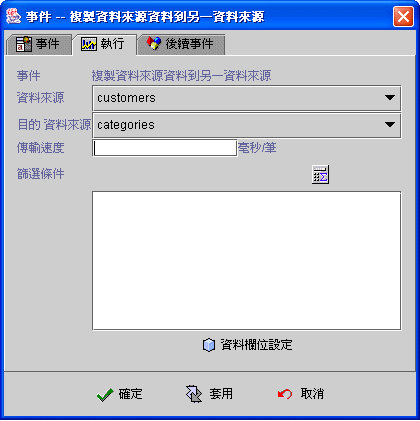 事件 -- 複製資料來源資料到另一資料來源
事件 執行 後續事件
事件 複製資料來源資料到另一資料來源
資料來源 customers
目的 資料來源 categories
傳輸速度 毫秒/筆
篩選條件
資料欄位設定
確定 套用 取消